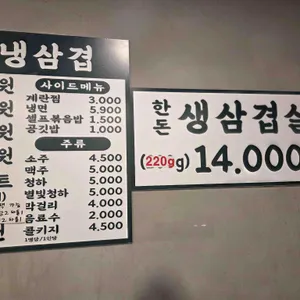 냉삼겹
원 사이드메뉴
계란찜 3,000
원 냉면 5,900
셀프볶음밥 1,500
원 공깃밥 1,000
원 주류
소주 4,500
맥주 5,000
트 청하 5,000
별빛청하 5,000
막걸리 4,000
음료수 2,000
콜키지 4,500
한돈 생삼겹살
(220g) 14.000